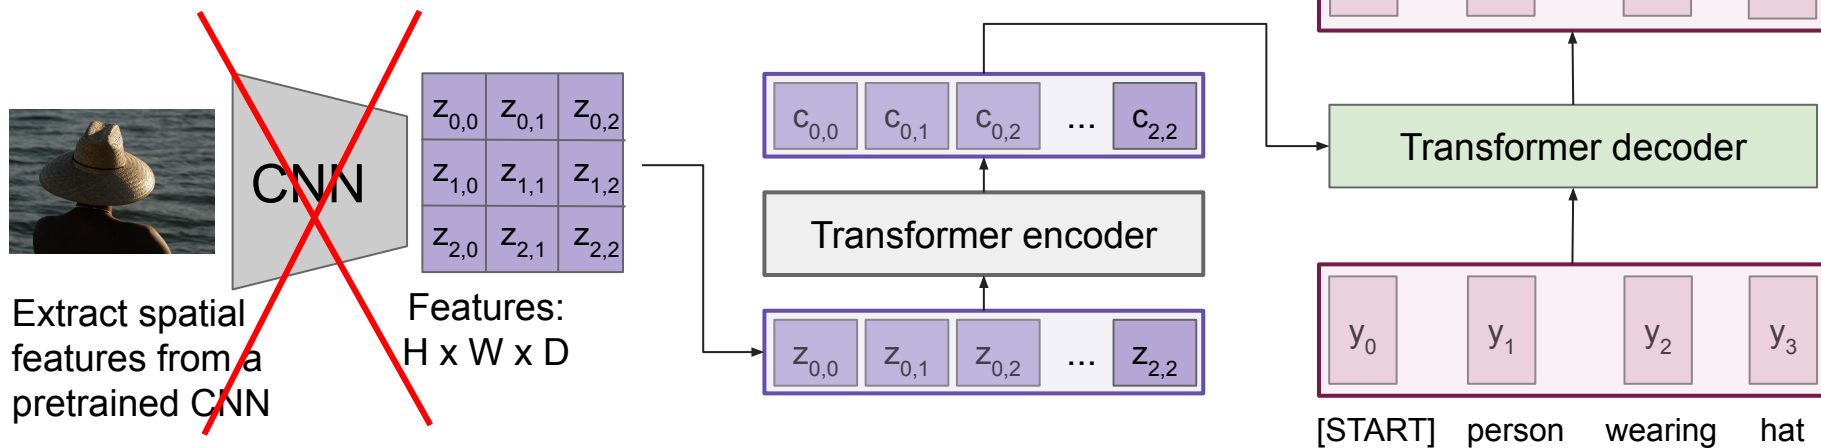 CNN
z0,0 z0,1 z0,2
z1,0 z1,1 z1,2
z2,0 z2,1 z2,2
Extract spatial
features from a
pretrained CNN
Features:
H x W x D
c0,0 c0,1 c0,2 ... c2,2
Transformer encoder
z0,0 z0,1 z0,2 ... z2,2
Transformer decoder
y0 y1 y2 y3
[START] person wearing hat